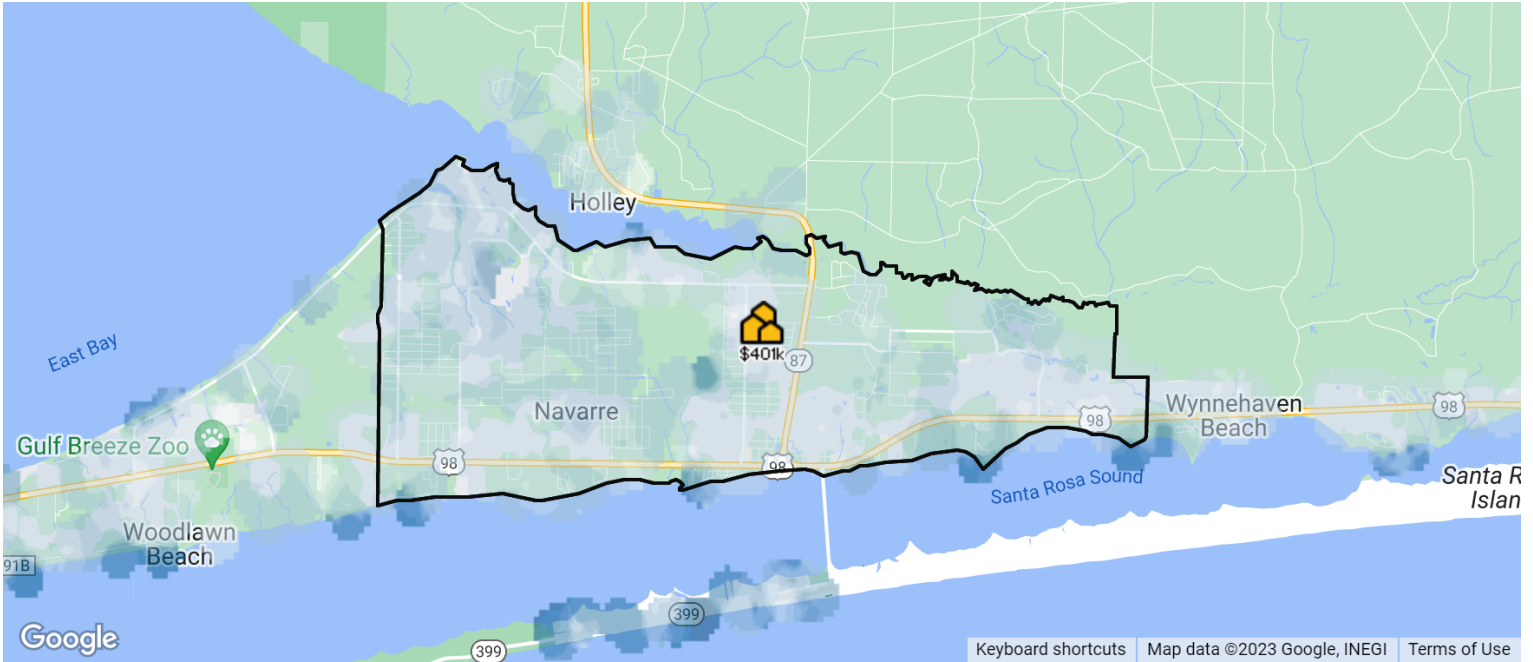 Holley
East Bay
$401k
87
Navarre
Wynnehaven
Beach
98
98
98
98
Gulf Breeze Zoo
Santa Rosa Sound
Santa R
Islan
Woodlawn
Beach
91B
399
399
Google
Keyboard shortcuts
Map data ©2023 Google, INEGI
Terms of Use